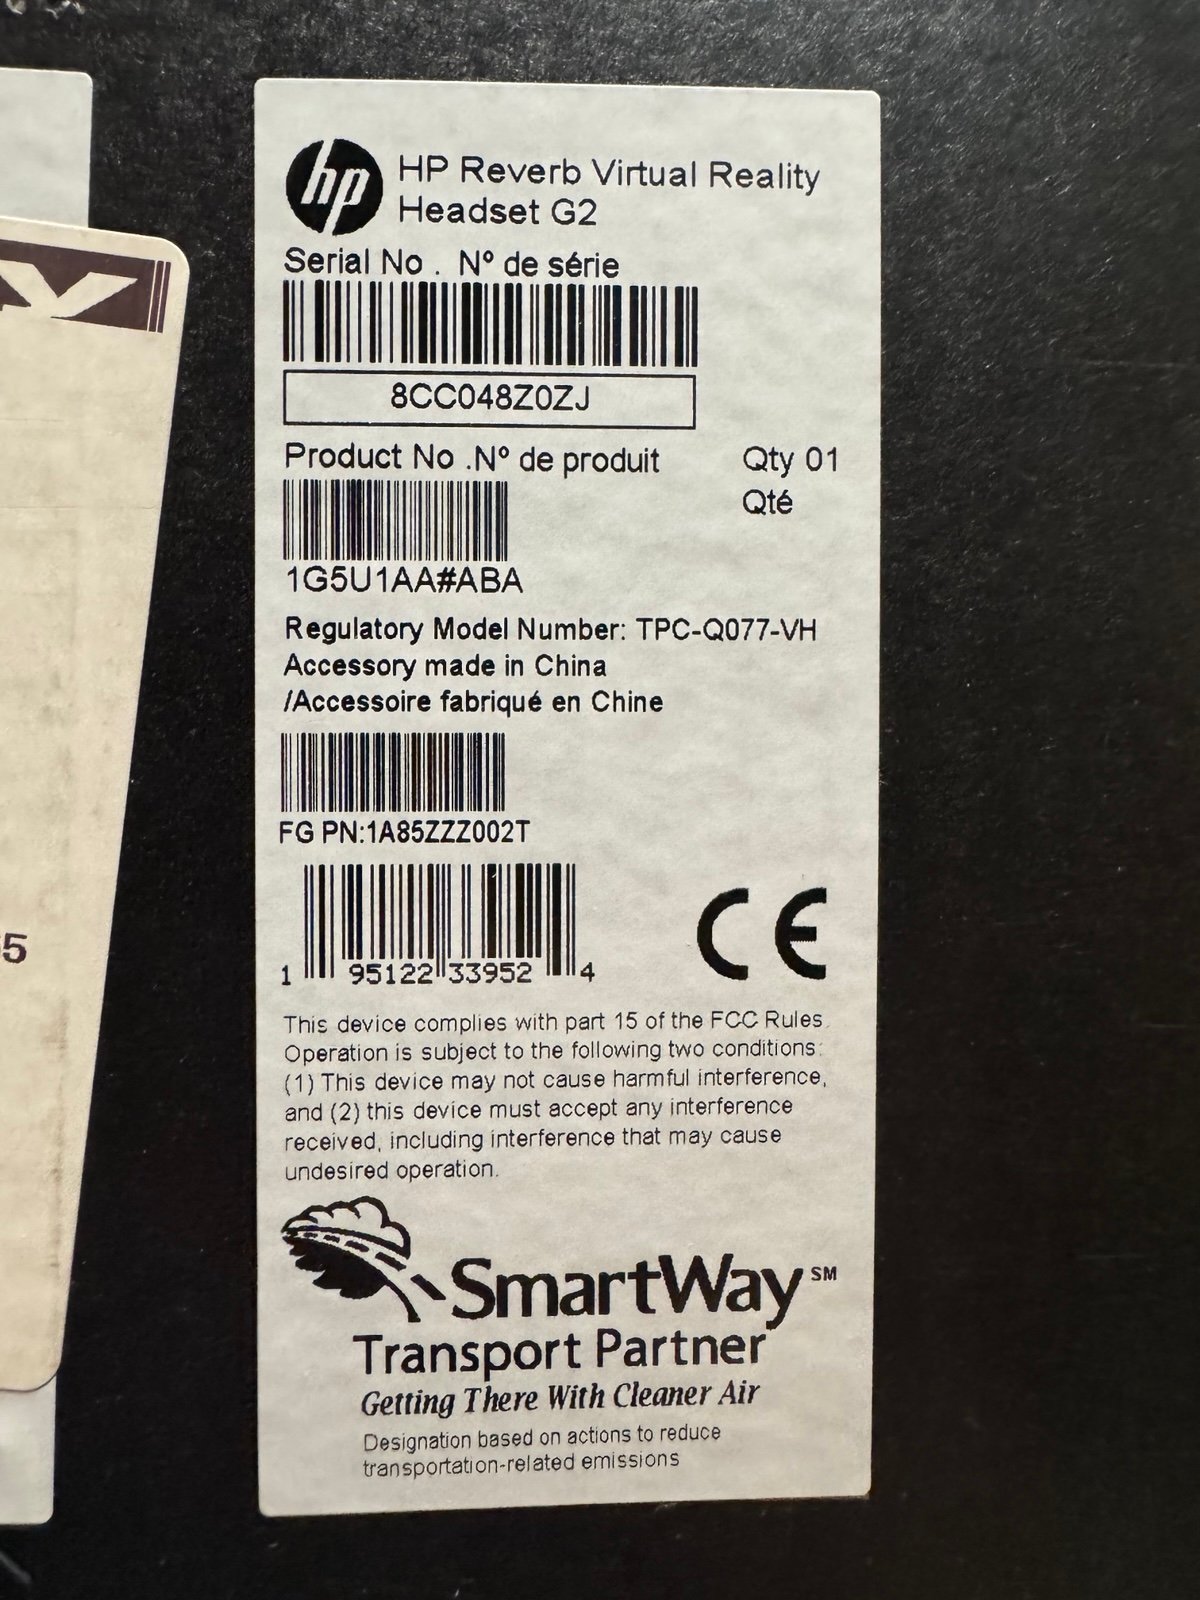 hp
HP Reverb Virtual Reality
Headset G2
Serial No . Nº de série
8CC048Z0ZJ
Product No .Nº de produit
Qty 01
Qté
1G5U1AA#ABA
Regulatory Model Number: TPC-Q077-VH
Accessory made in China
/Accessoire fabriqué en Chine
FG PN:1A85ZZZ002T
1 95122 33952 4
CE
This device complies with part 15 of the FCC Rules.
Operation is subject to the following two conditions:
(1) This device may not cause harmful interference,
and (2) this device must accept any interference
received, including interference that may cause
undesired operation.
SmartWay SM
Transport Partner
Getting There With Cleaner Air
Designation based on actions to reduce
transportation-related emissions